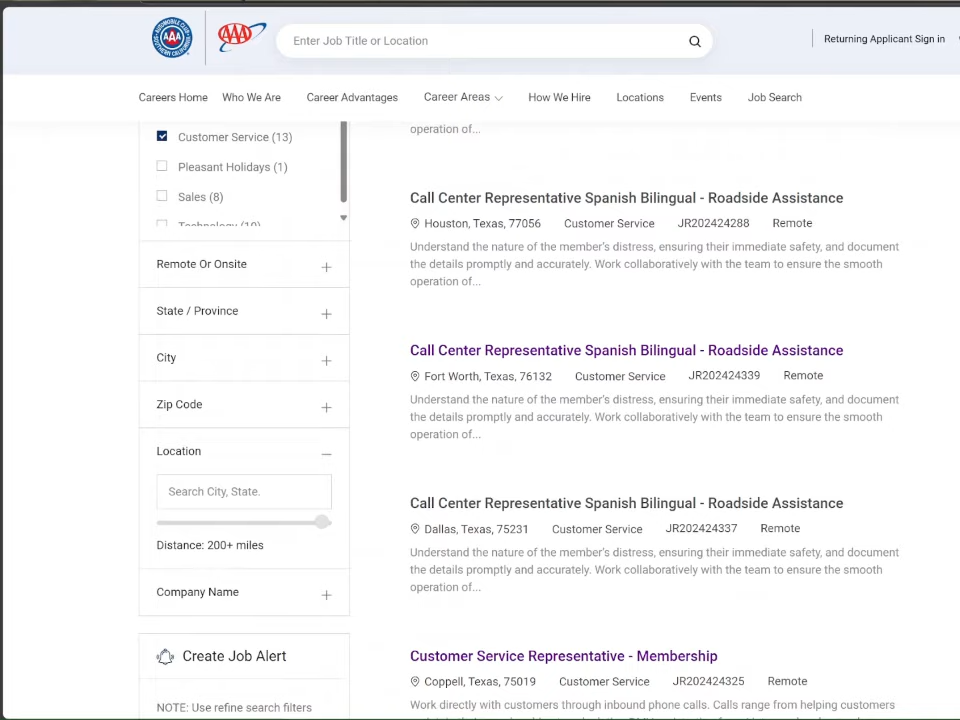 AAA
Enter Job Title or Location
Returning Applicant Sign in
Careers Home
Who We Are
Career Advantages
Career Areas
How We Hire
Locations
Events
Job Search
Customer Service (13)
Pleasant Holidays (1)
Sales (8)
Technology (10)
Remote Or Onsite
State / Province
City
Zip Code
Location
Search City, State.
Distance: 200+ miles
Company Name
Create Job Alert
NOTE: Use refine search filters
operation of...
Call Center Representative Spanish Bilingual - Roadside Assistance
Houston, Texas, 77056 Customer Service JR202424288 Remote
Understand the nature of the member's distress, ensuring their immediate safety, and document
the details promptly and accurately. Work collaboratively with the team to ensure the smooth
operation of...
Call Center Representative Spanish Bilingual - Roadside Assistance
Fort Worth, Texas, 76132 Customer Service JR202424339 Remote
Understand the nature of the member's distress, ensuring their immediate safety, and document
the details promptly and accurately. Work collaboratively with the team to ensure the smooth
operation of...
Call Center Representative Spanish Bilingual - Roadside Assistance
Dallas, Texas, 75231 Customer Service JR202424337 Remote
Understand the nature of the member's distress, ensuring their immediate safety, and document
the details promptly and accurately. Work collaboratively with the team to ensure the smooth
operation of...
Customer Service Representative - Membership
Coppell, Texas, 75019 Customer Service JR202424325 Remote
Work directly with customers through inbound phone calls. Calls range from helping customers